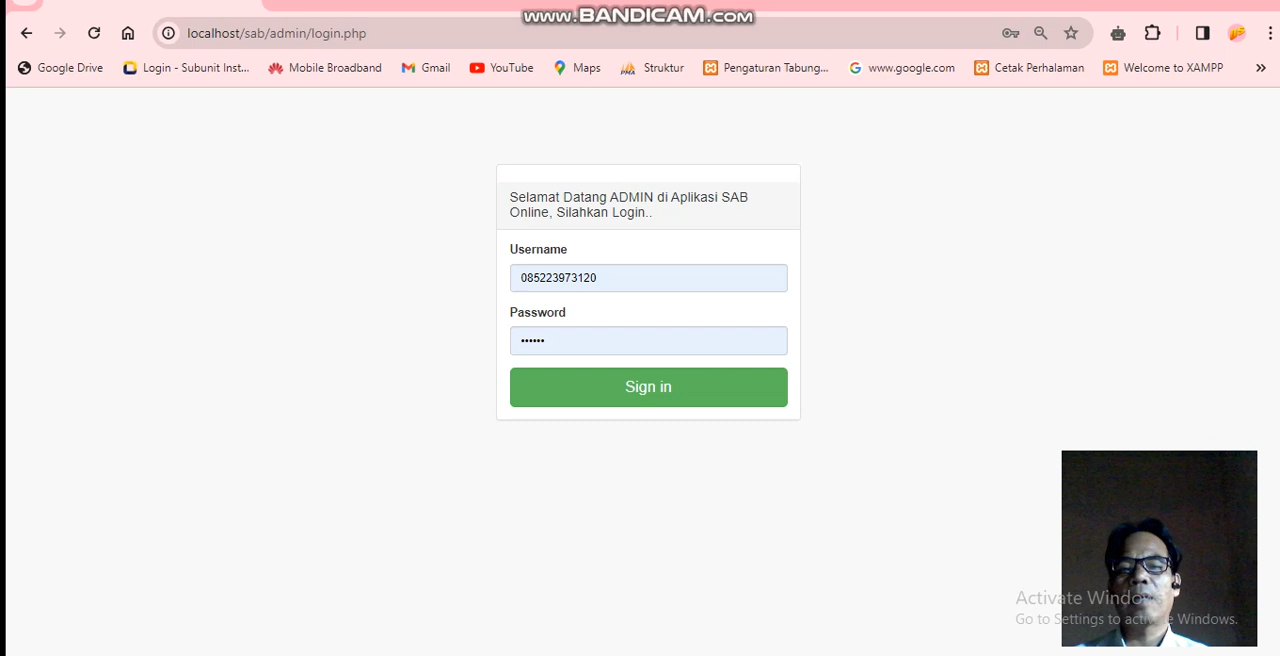 www.BANDICAM.com
localhost/sab/admin/login.php
Google Drive
Login - Subunit Inst...
Mobile Broadband
Gmail
YouTube
Maps
Struktur
Pengaturan Tabung...
www.google.com
Cetak Perhalaman
Welcome to XAMPP
Selamat Datang ADMIN di Aplikasi SAB
Online, Silahkan Login..
Username
085223973120
Password
Sign in
Activate Windows
Go to Settings to activate Windows.